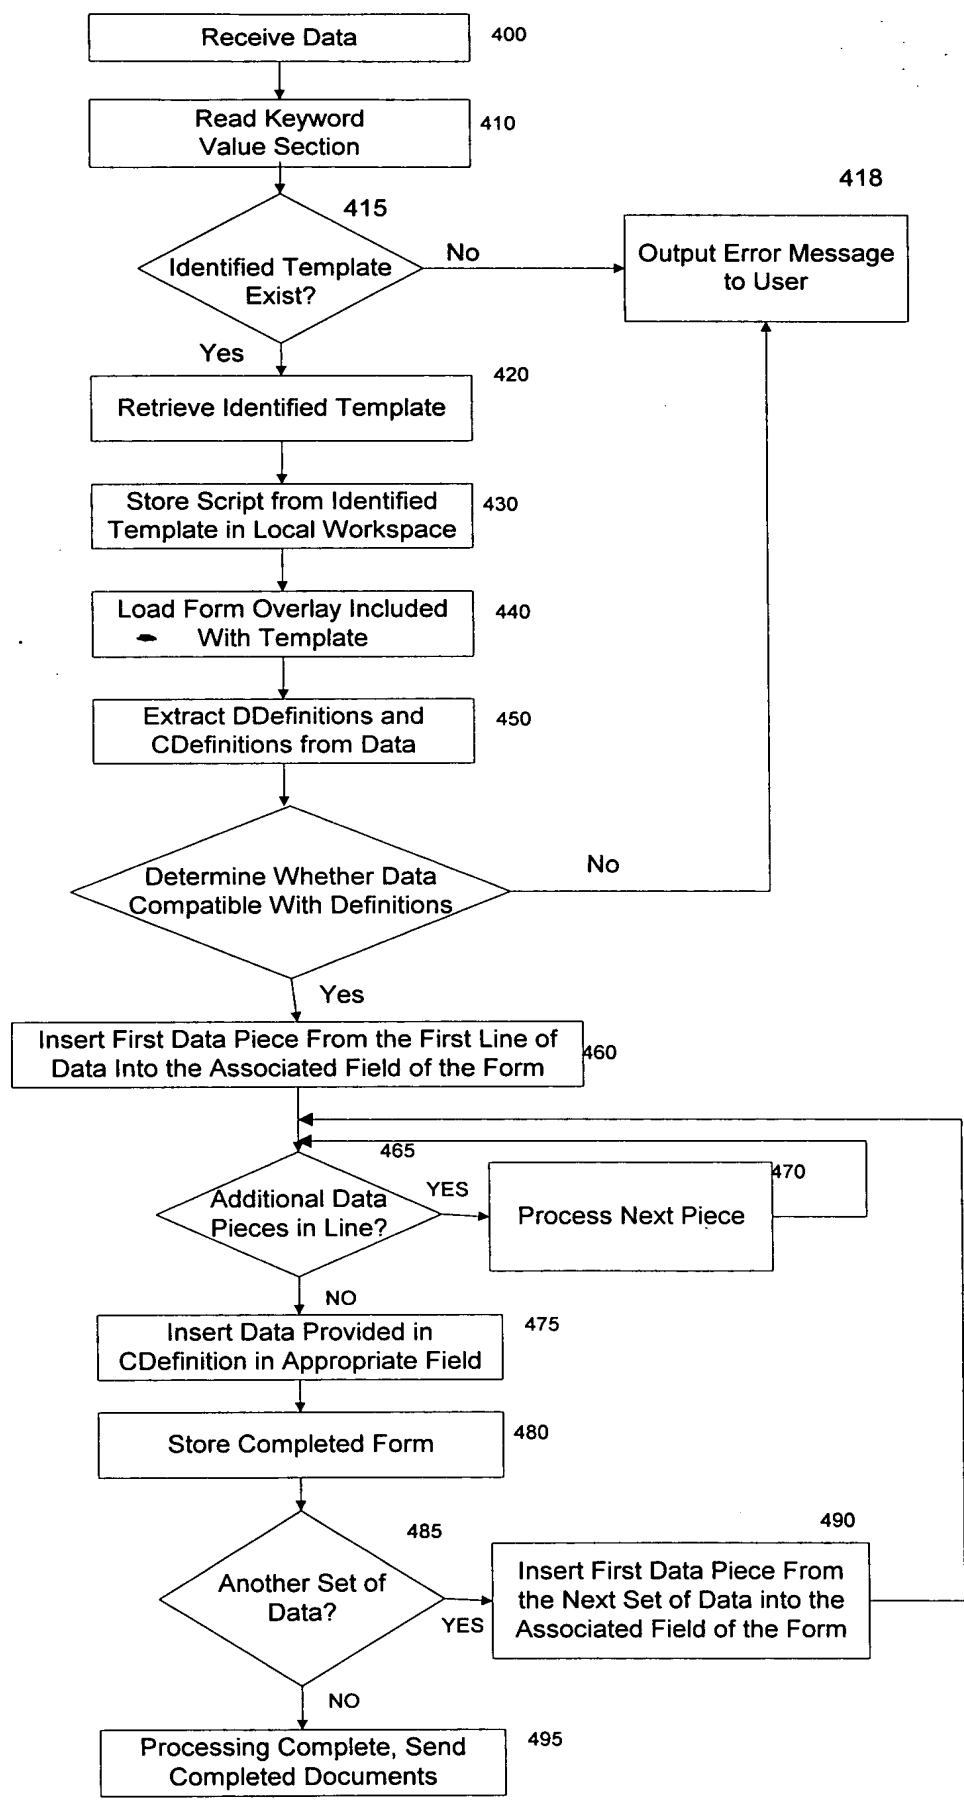 Receive Data
400
Read Keyword
Value Section
410
418
415
Identified Template
Exist?
No
Output Error Message
to User
Yes
420
Retrieve Identified Template
Store Script from Identified
Template in Local Workspace
430
Load Form Overlay Included
With Template
440
Extract DDefinitions and
CDefinitions from Data
450
Determine Whether Data
Compatible With Definitions
No
Yes
Insert First Data Piece From the First Line of
Data Into the Associated Field of the Form
460
465
Additional Data
Pieces in Line?
YES
470
Process Next Piece
NO
Insert Data Provided in
CDefinition in Appropriate Field
475
Store Completed Form
480
485
Another Set of
Data?
YES
490
Insert First Data Piece From
the Next Set of Data into the
Associated Field of the Form
NO
Processing Complete, Send
Completed Documents
495